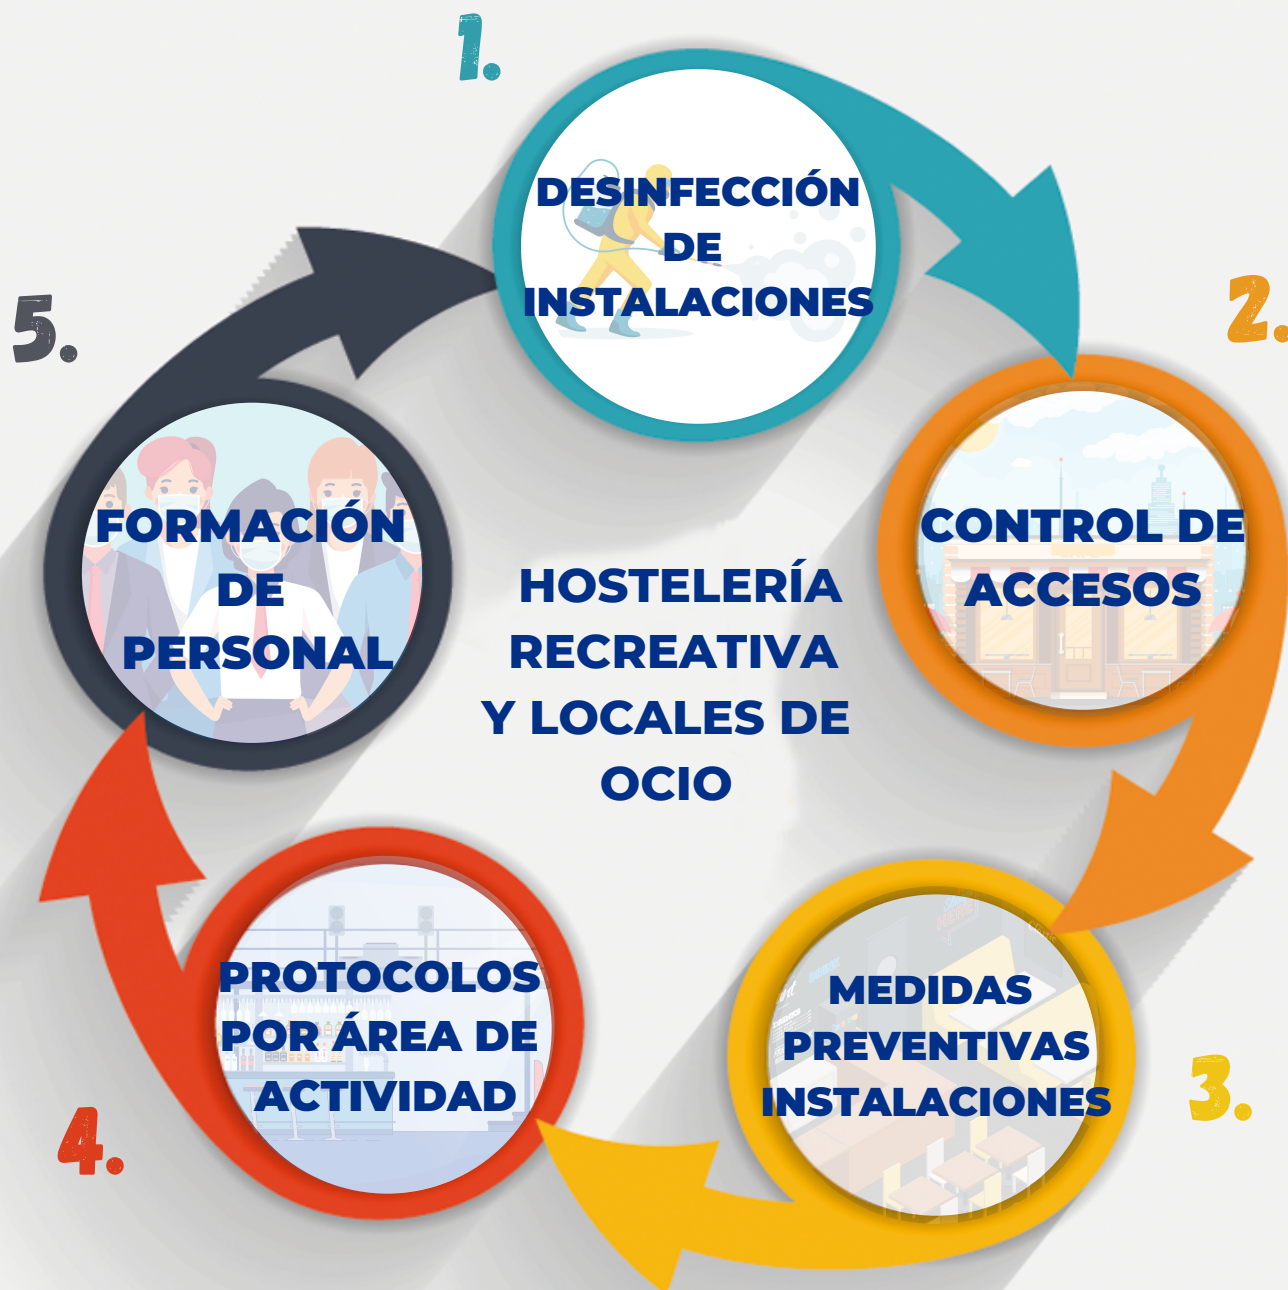 1.
DESINFECCIÓN
DE
INSTALACIONES
2.
CONTROL DE
ACCESOS
3.
MEDIDAS
PREVENTIVAS
INSTALACIONES
4.
PROTOCOLOS
POR ÁREA DE
ACTIVIDAD
5.
FORMACIÓN
DE
PERSONAL
HOSTELERÍA
RECREATIVA
Y LOCALES DE
OCIO